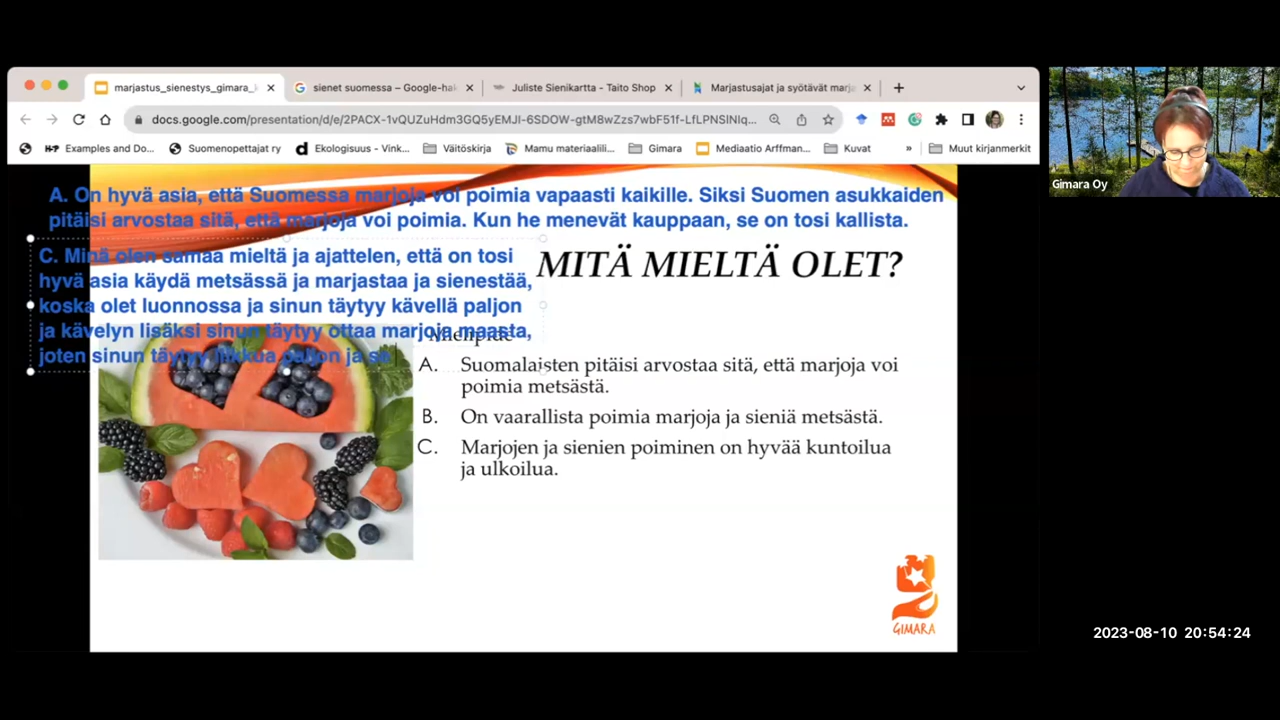 marjastus_sienestys_gimara_k
sienet suomessa – Google-hak
Juliste Sienikartta - Taito Shop
Marjastusajat ja syötävät marja
docs.google.com/presentation/d/e/2PACX-1vQUZuHdm3GQ5yEMJI-6SDOW-gtM8wZzs7wbF51f-LfLPNSINIq...
Examples and Do...
Suomenopettajat ry
Ekologisuus - Vink...
Väitöskirja
Mamu materiaalili...
Gimara
Mediaatio Arffman...
Kuvat
»
Muut kirjanmerkit
A. On hyvä asia, että Suomessa marjoja voi poimia vapaasti kaikille. Siksi Suomen asukkaiden
pitäisi arvostaa sitä, että marjoja voi poimia. Kun he menevät kauppaan, se on tosi kallista.
C. Minä olen samaa mieltä ja ajattelen, että on tosi
hyvä asia käydä metsässä ja marjastaa ja sienestää,
koska olet luonnossa ja sinun täytyy kävellä paljon
ja kävelyn lisäksi sinun täytyy ottaa marjoja maasta,
joten sinun täytyy liikkua paljon ja se
MITÄ MIELTÄ OLET?
Mielipide
A. Suomalaisten pitäisi arvostaa sitä, että marjoja voi
poimia metsästä.
B. On vaarallista poimia marjoja ja sieniä metsästä.
C. Marjojen ja sienien poiminen on hyvää kuntoilua
ja ulkoilua.
GIMARA
Gimara Oy
2023-08-10 20:54:24